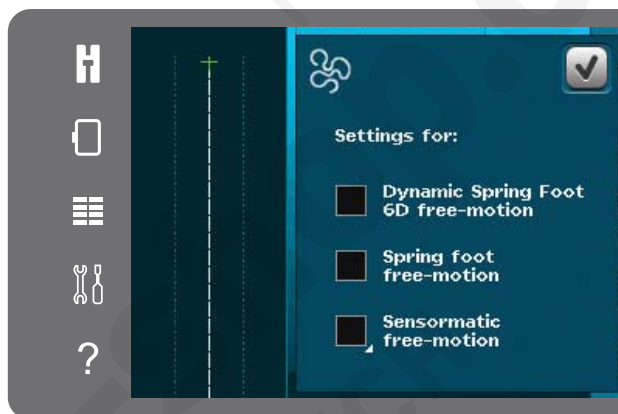 Settings for:
Dynamic Spring Foot
6D free-motion
Spring foot
free-motion
Sensormatic
free-motion
?